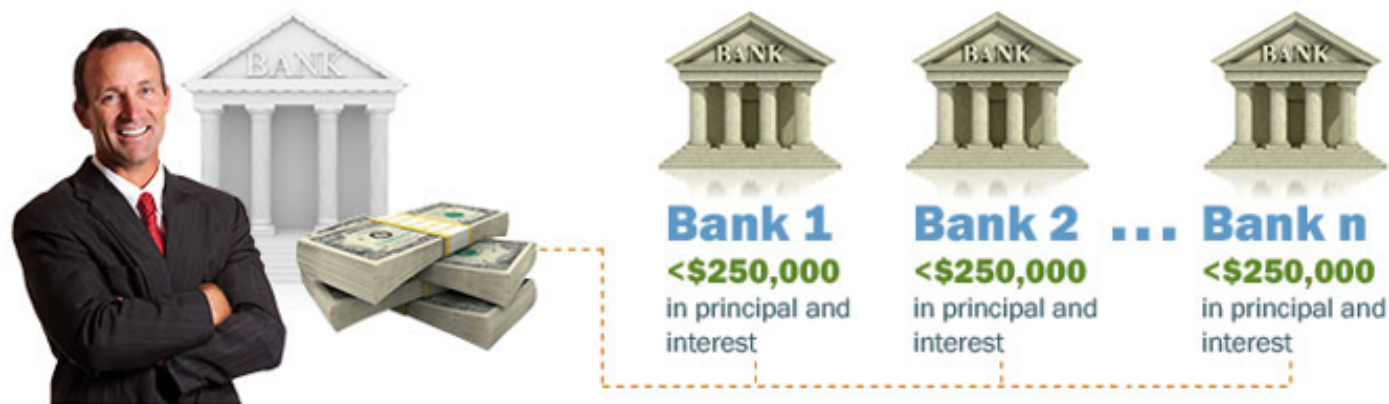 BANK
BANK
BANK
BANK
Bank 1
<$250,000
in principal and
interest
Bank 2
<$250,000
in principal and
interest
...
Bank n
<$250,000
in principal and
interest